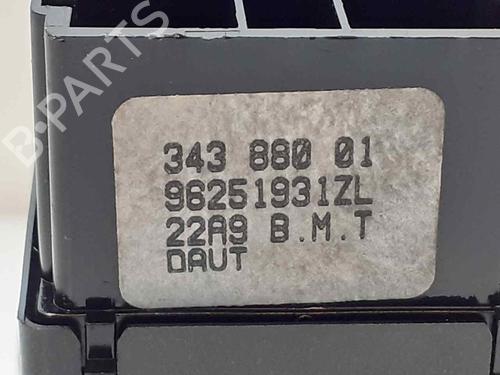 B-PARTS
343 880 01
96251931ZL
22A9 B.M.T
DAUT